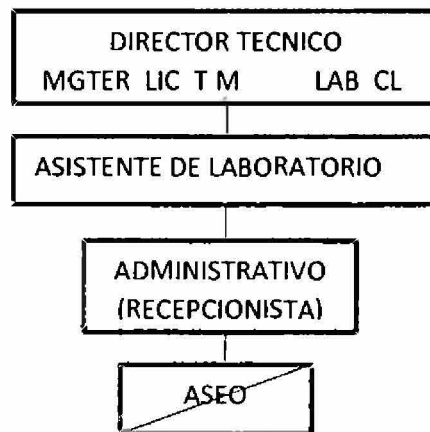 DIRECTOR TECNICO
MGTER LIC T M LAB CL
ASISTENTE DE LABORATORIO
ADMINISTRATIVO
(RECEPCIONISTA)
ASEO